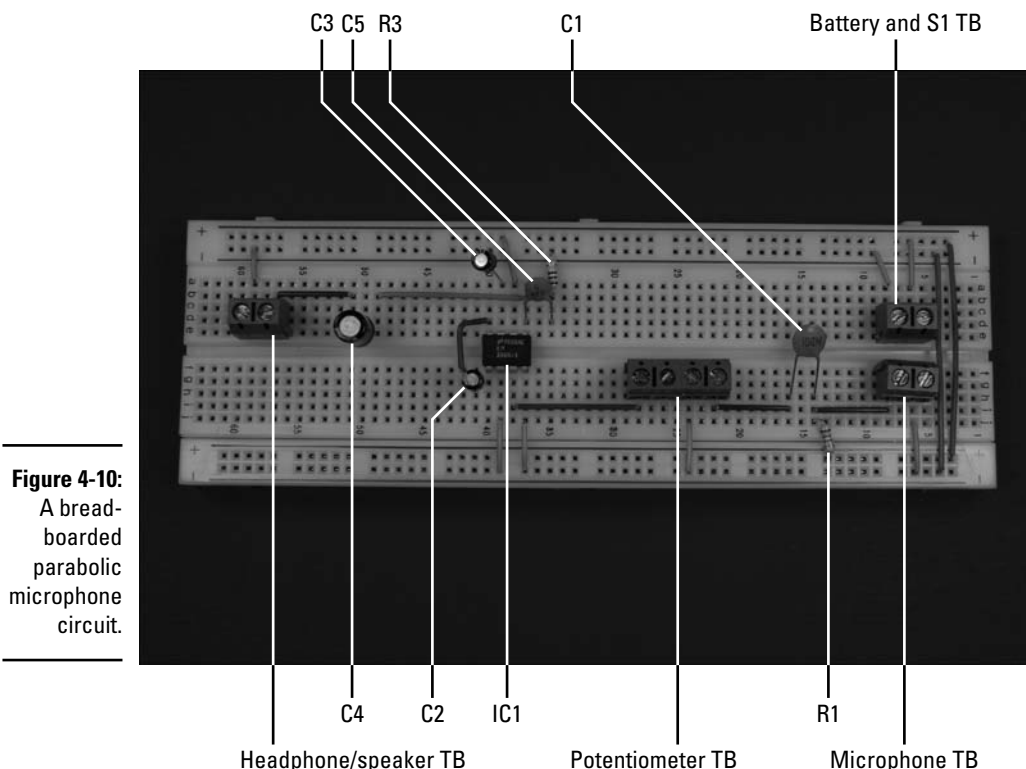 C3 C5 R3 C1 Battery and S1 TB
Figure 4-10:
A bread-
boarded
parabolic
microphone
circuit.
C4 C2 IC1 R1
Headphone/speaker TB Potentiometer TB Microphone TB